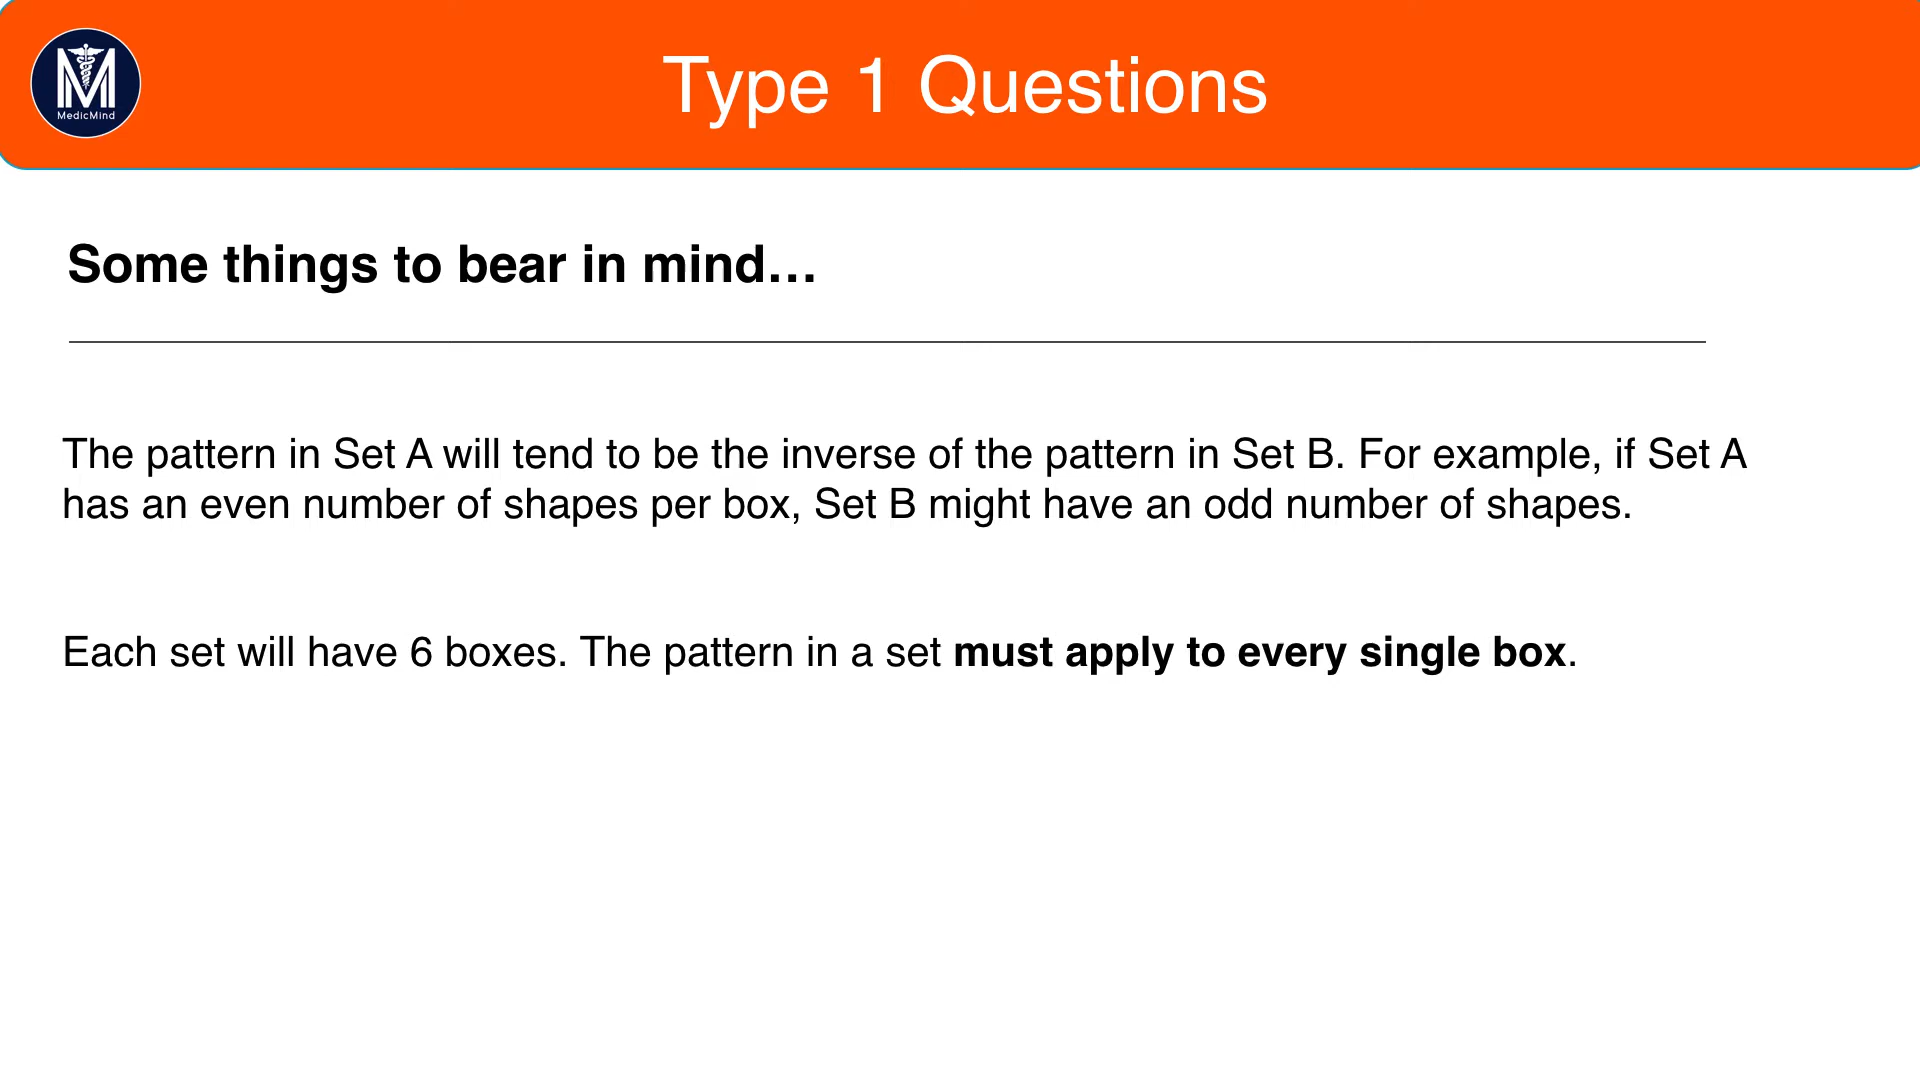 MedicMind
Type 1 Questions
Some things to bear in mind…
The pattern in Set A will tend to be the inverse of the pattern in Set B. For example, if Set A
has an even number of shapes per box, Set B might have an odd number of shapes.
Each set will have 6 boxes. The pattern in a set must apply to every single box.